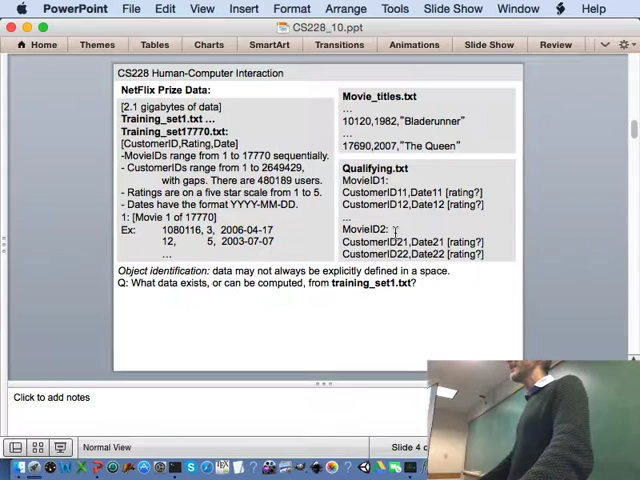 PowerPoint File Edit View Insert Format Arrange Tools Slide Show Window Help
CS228_10.ppt
Home Themes Tables Charts SmartArt Transitions Animations Slide Show Review
CS228 Human-Computer Interaction
NetFlix Prize Data:
[2.1 gigabytes of data]
Training_set1.txt ...
Training_set17770.txt:
[CustomerID,Rating,Date]
-MovieIDs range from 1 to 17770 sequentially.
- CustomerIDs range from 1 to 2649429,
with gaps. There are 480189 users.
- Ratings are on a five star scale from 1 to 5.
- Dates have the format YYYY-MM-DD.
1: [Movie 1 of 17770]
Ex: 1080116, 3, 2006-04-17
12, 5, 2003-07-07
...
Movie_titles.txt
...
10120,1982,"Bladerunner"
...
17690,2007,"The Queen"
Qualifying.txt
MovieID1:
CustomerID11,Date11 [rating?]
CustomerID12,Date12 [rating?]
...
MovieID2:
CustomerID21,Date21 [rating?]
CustomerID22,Date22 [rating?]
Object identification: data may not always be explicitly defined in a space.
Q: What data exists, or can be computed, from training_set1.txt?
Click to add notes
Normal View
Slide 4 o